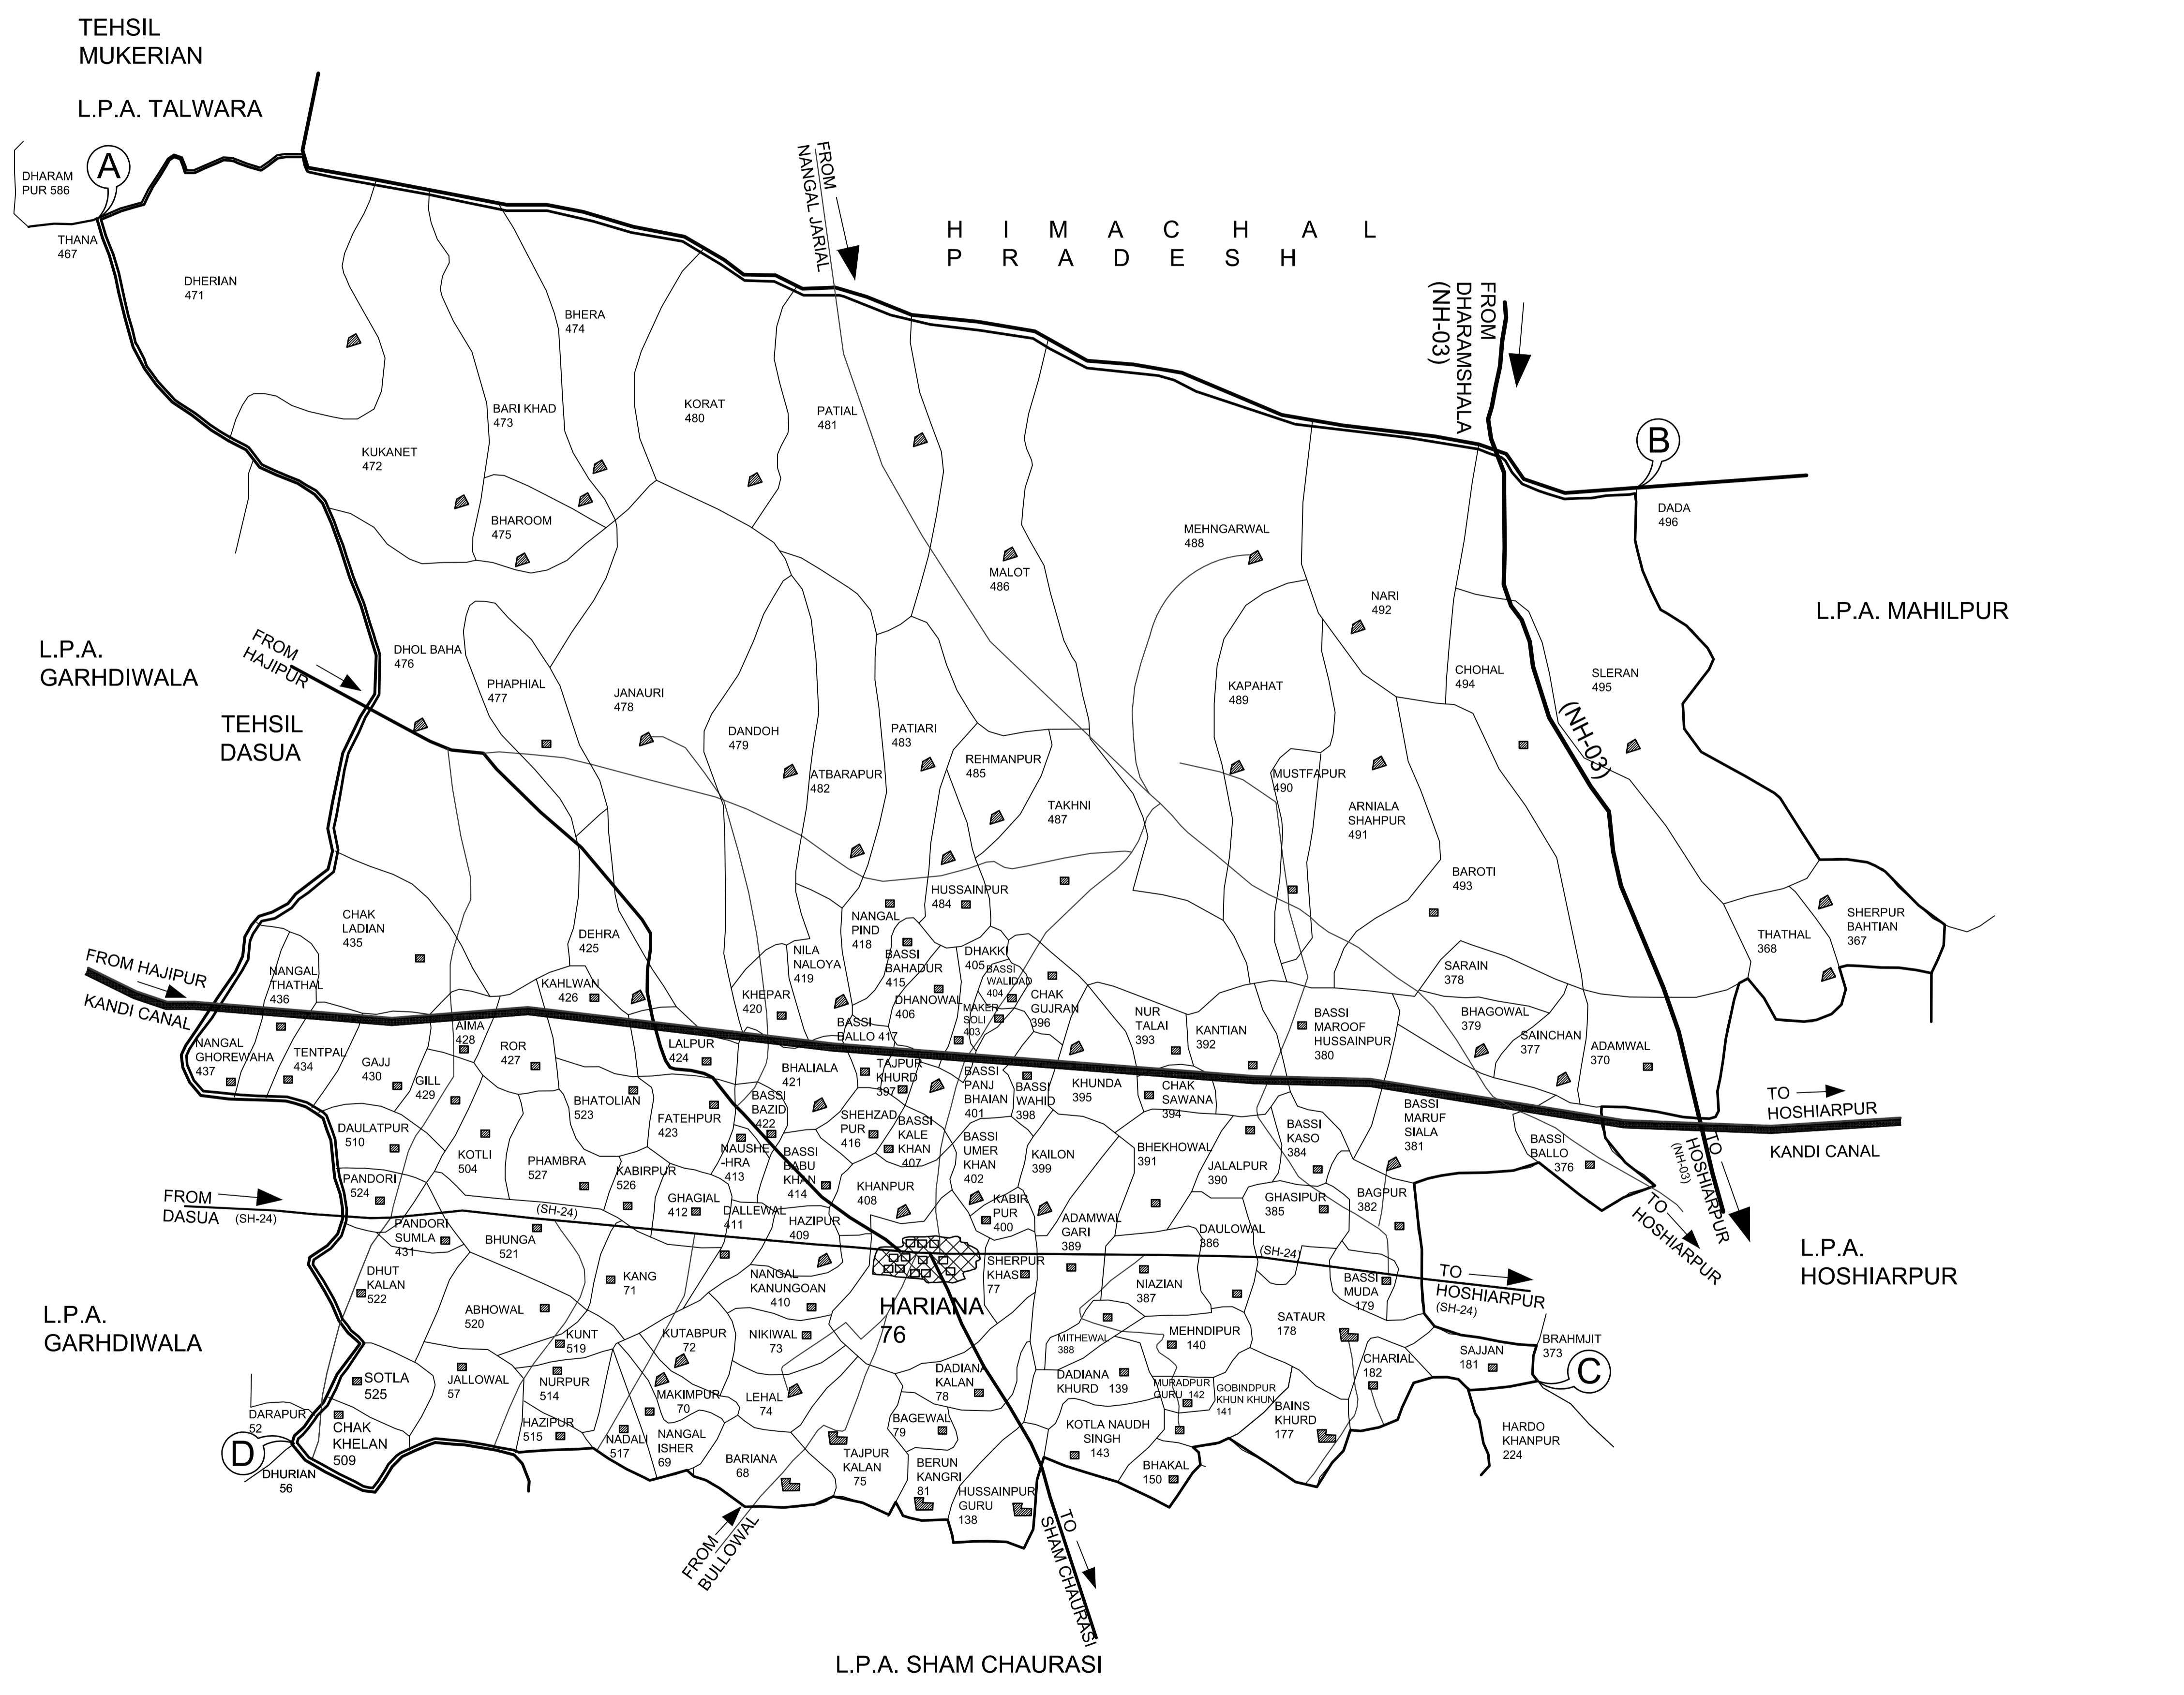 TEHSIL
MUKERIAN
L.P.A. TALWARA
A
DHARAM
PUR 586
THANA
467
DHERIAN
471
FROM
NANGAL JARIAL
H I M A C H A L
P R A D E S H
FROM
DHARAMSHALA
(NH-03)
B
DADA
496
BHERA
474
BARI KHAD
473
KORAT
480
PATIAL
481
KUKANET
472
BHAROOM
475
MALOT
486
MEHNGARWAL
488
NARI
492
L.P.A. MAHILPUR
L.P.A.
GARHDIWALA
FROM
HAJIPUR
DHOL BAHA
476
PHAPHIAL
477
JANAURI
478
TEHSIL
DASUA
DANDOH
479
ATBARAPUR
482
PATIARI
483
REHMANPUR
485
TAKHNI
487
KAPAHAT
489
MUSTFAPUR
490
ARNIALA
SHAHPUR
491
CHOHAL
494
SLERAN
495
(NH-03)
BAROTI
493
HUSSAINPUR
484
CHAK
LADIAN
435
DEHRA
425
NILA
NALOYA
419
NANGAL
PIND
418
BASSI
BAHADUR
415
DHAKKI
405
BASSI
WALIDAD
404
CHAK
GUJRAN
396
SARAIN
378
THATHAL
368
SHERPUR
BAHTIAN
367
FROM HAJIPUR
KANDI CANAL
NANGAL
THATHAL
436
KAHLWAN
426
KHEPAR
420
DHANOWAL
406
MAKER
SOLI
403
BASSI
BALLO 417
NUR
TALAI
393
KANTIAN
392
BASSI
MAROOF
HUSSAINPUR
380
BHAGOWAL
379
SAINCHAN
377
ADAMWAL
370
NANGAL
GHOREWAHA
437
TENTPAL
434
GAJJ
430
GILL
429
AIMA
428
ROR
427
LALPUR
424
BHALIALA
421
TAJPUR
KHURD
397
BASSI
PANJ
BHAIAN
401
BASSI
WAHID
398
KHUNDA
395
CHAK
SAWANA
394
TO
HOSHIARPUR
KANDI CANAL
DAULATPUR
510
KOTLI
504
BHATOLIAN
523
FATEHPUR
423
BASSI
BAZID
422
SHEHZAD
PUR
416
BASSI
KALE
KHAN
407
BASSI
UMER
KHAN
402
KAILON
399
BHEKHOWAL
391
JALALPUR
390
BASSI
KASO
384
BASSI
MARUF
SIALA
381
BASSI
BALLO
376
TO
HOSHIARPUR
(NH-03)
TO
HOSHIARPUR
PANDORI
524
PHAMBRA
527
KABIRPUR
526
NAUSHE
-HRA
413
BASSI
BABU
KHAN
414
KHANPUR
408
KABIR
PUR
400
GHASIPUR
385
BAGPUR
382
FROM
DASUA (SH-24)
(SH-24)
GHAGIAL
412
DALLEWAL
411
HAZIPUR
409
ADAMWAL
GARI
389
DAULOWAL
386
(SH-24)
PANDORI
SUMLA
431
BHUNGA
521
DHUT
KALAN
522
KANG
71
NANGAL
KANUNGOAN
410
HARIANA
76
SHERPUR
KHAS
77
NIAZIAN
387
BASSI
MUDA
179
TO
HOSHIARPUR
(SH-24)
L.P.A.
HOSHIARPUR
L.P.A.
GARHDIWALA
ABHOWAL
520
KUNT
519
KUTABPUR
72
NIKIWAL
73
MITHEWAL
388
MEHNDIPUR
140
SATAUR
178
CHARIAL
182
SAJJAN
181
BRAHMJIT
373
C
SOTLA
525
JALLOWAL
57
NURPUR
514
MAKIMPUR
70
LEHAL
74
DADIANA
KALAN
78
DADIANA
KHURD 139
MURADPUR
GURU 142
GOBINDPUR
KHUN KHUN
141
BAINS
KHURD
177
DARAPUR
52
D
DHURIAN
56
CHAK
KHELAN
509
HAZIPUR
515
NADALI
517
NANGAL
ISHER
69
BARIANA
68
TAJPUR
KALAN
75
BAGEWAL
79
BERUN
KANGRI
81
HUSSAINPUR
GURU
138
KOTLA NAUDH
SINGH
143
BHAKAL
150
HARDO
KHANPUR
224
FROM
BULLOWAL
TO
SHAM CHAURASI
L.P.A. SHAM CHAURASI